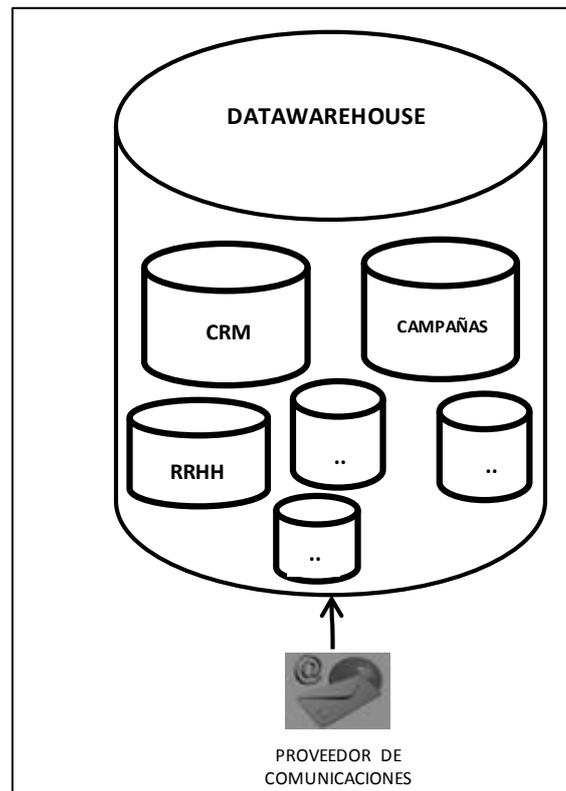 DATAWAREHOUSE
CRM
CAMPAÑAS
RRHH
..
..
..
@
PROVEEDOR DE
COMUNICACIONES